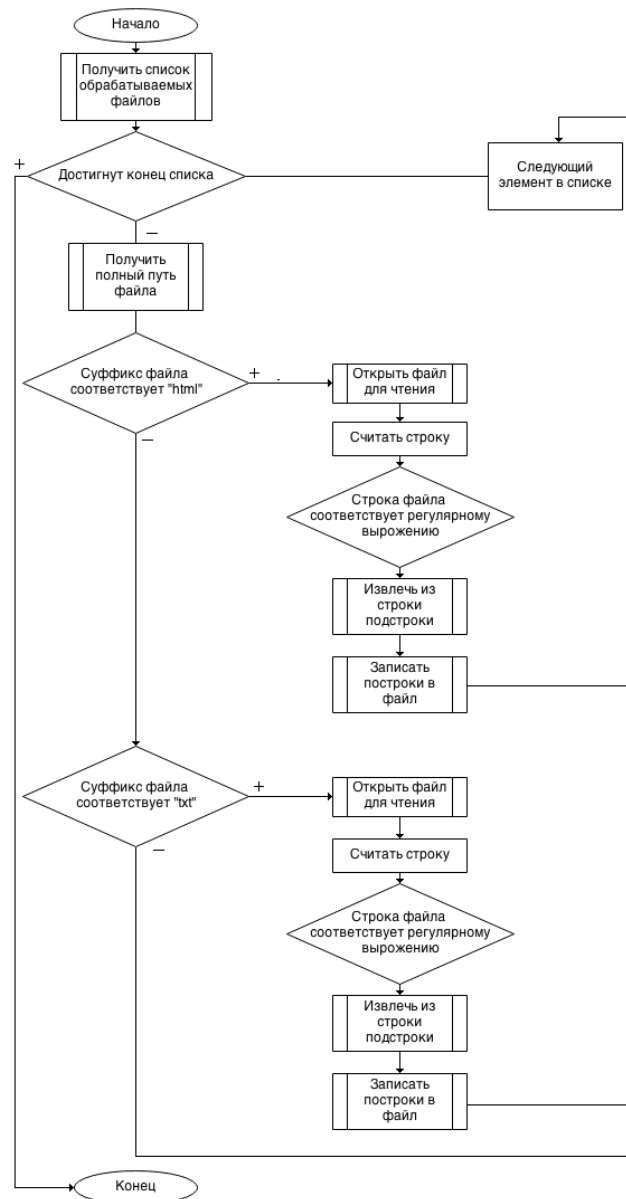 Начало
Получить список
обрабатываемых
файлов
+
Достигнут конец списка
Следующий
элемент в списке
—
Получить
полный путь
файла
Суффикс файла
соответствует "html"
+
—
Открыть файл
для чтения
Считать строку
Строка файла
соответствует регулярному
вырожению
Извлечь из
строки
подстроки
Записать
построки в
файл
Суффикс файла
соответствует "txt"
+
—
Открыть файл
для чтения
Считать строку
Строка файла
соответствует регулярному
вырожению
Извлечь из
строки
подстроки
Записать
построки в
файл
Конец